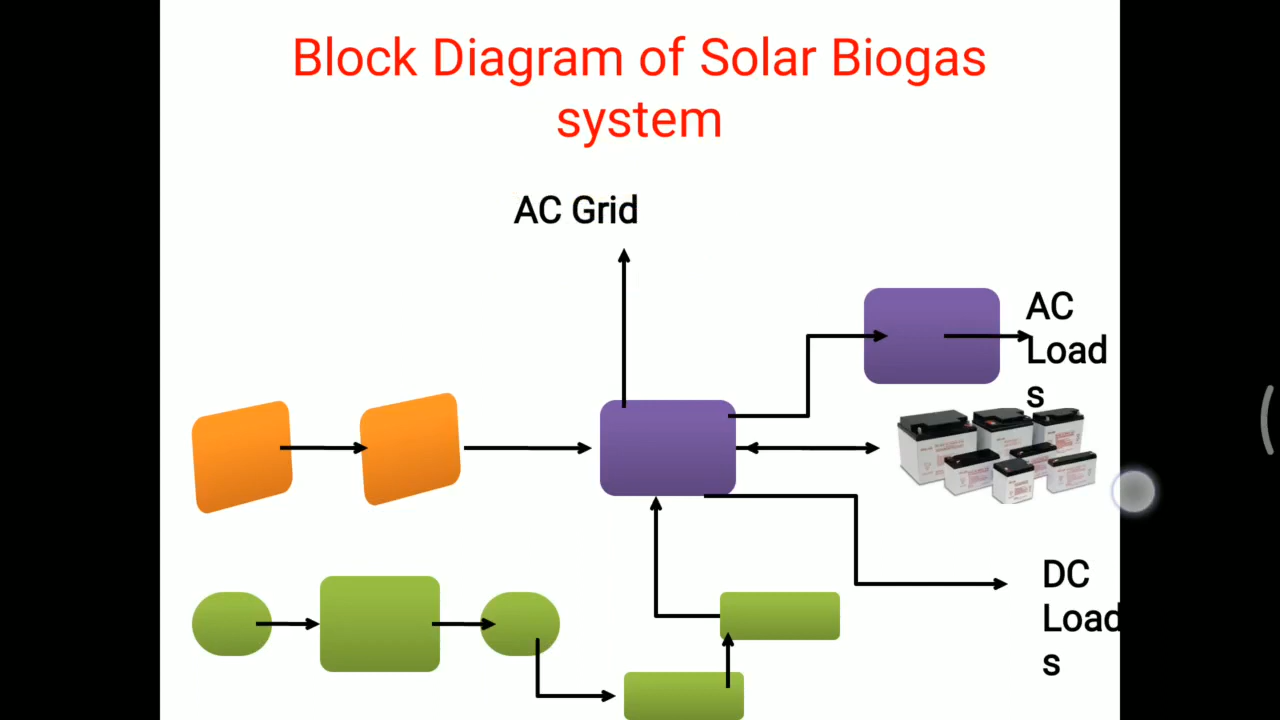 Block Diagram of Solar Biogas
system
AC Grid
AC
Load
s
DC
Load
s